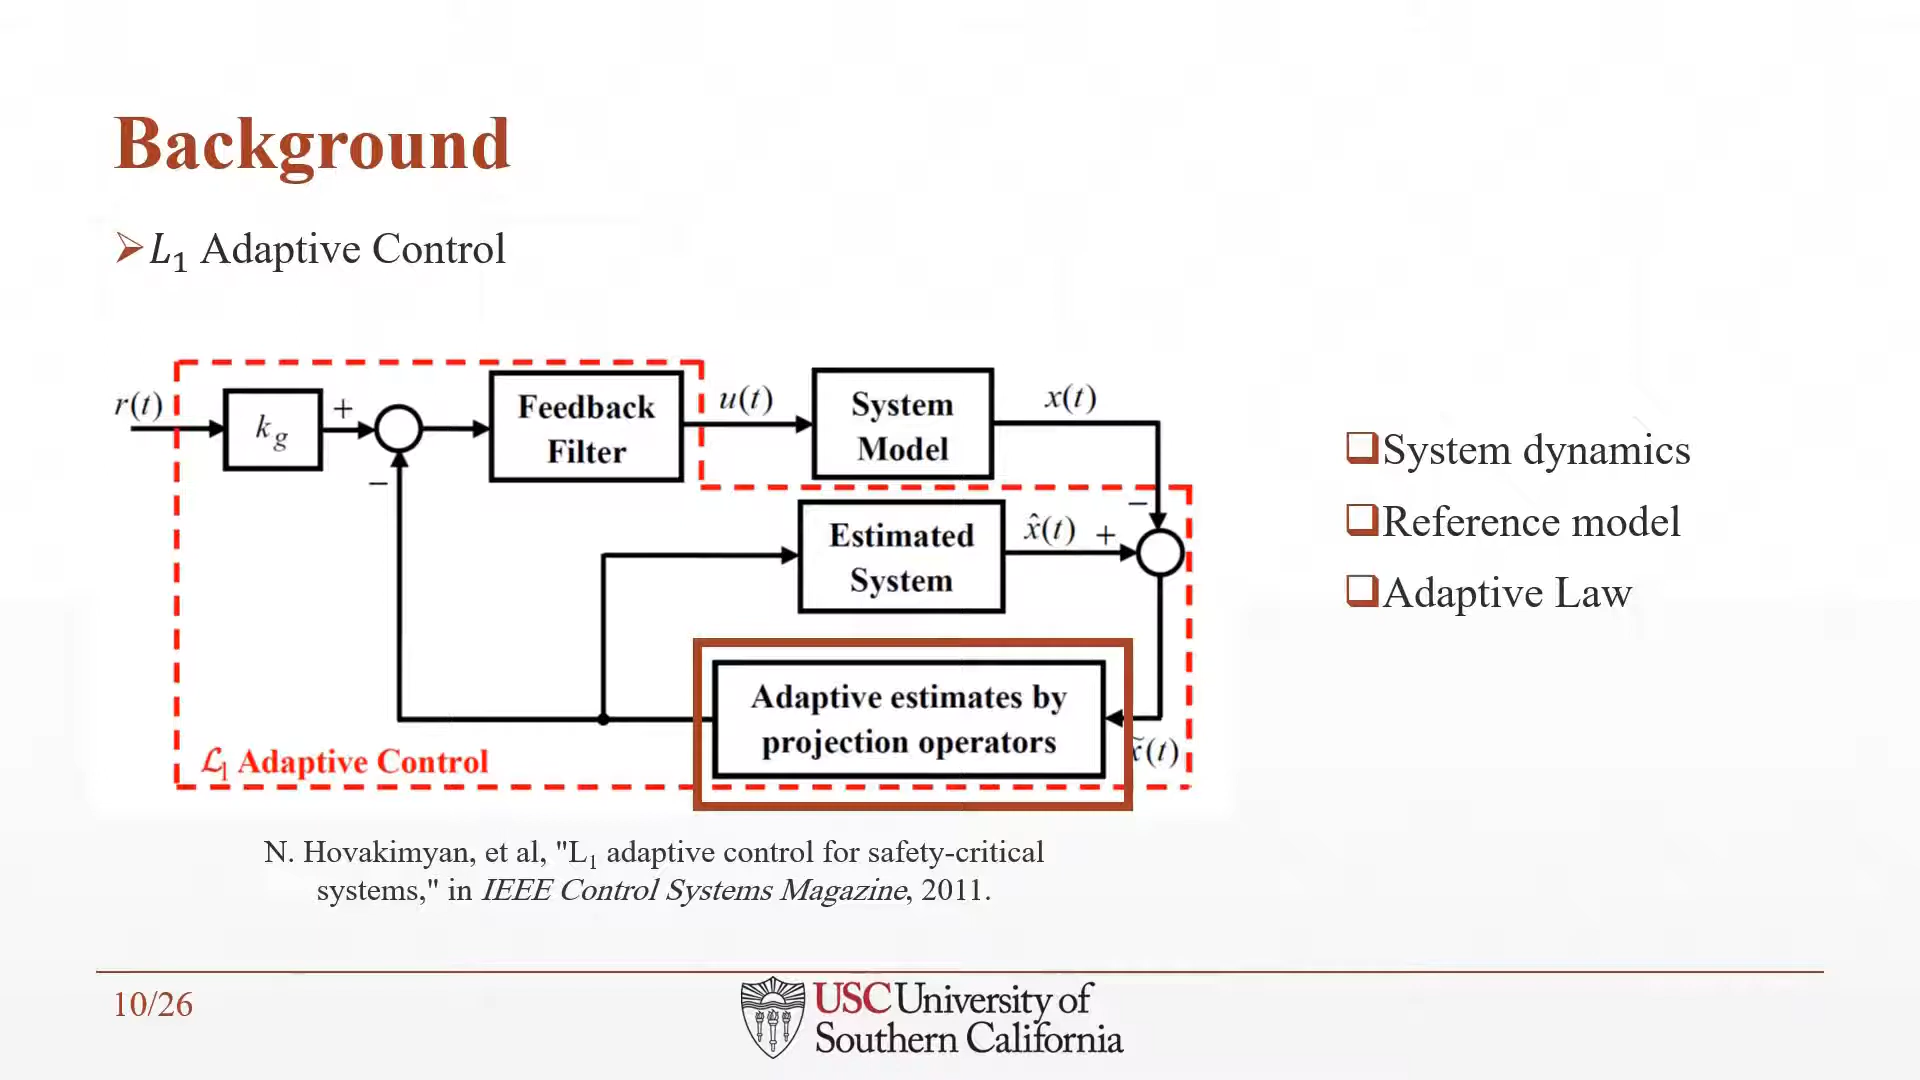 Background
L₁ Adaptive Control
r(t)
k_g
+
−
Feedback
Filter
u(t)
System
Model
x(t)
−
Estimated
System
x̂(t) +
Adaptive estimates by
projection operators
x̃(t)
ℒ₁ Adaptive Control
System dynamics
Reference model
Adaptive Law
N. Hovakimyan, et al, "L₁ adaptive control for safety-critical
systems," in IEEE Control Systems Magazine, 2011.
10/26
USC University of
Southern California